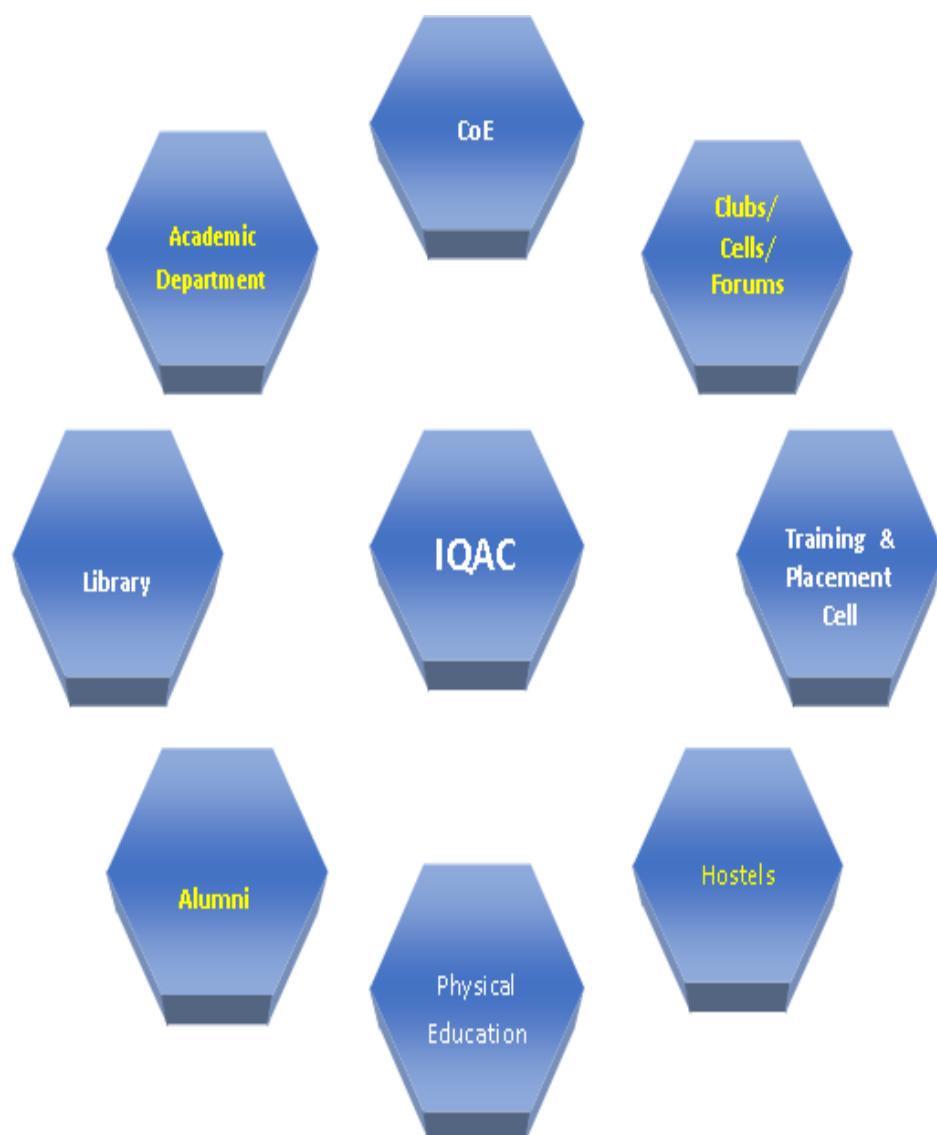 CoE
Academic
Department
Clubs/
Cells/
Forums
Library
IQAC
Training & 
Placement
Cell
Alumni
Hostels
Physical
Education